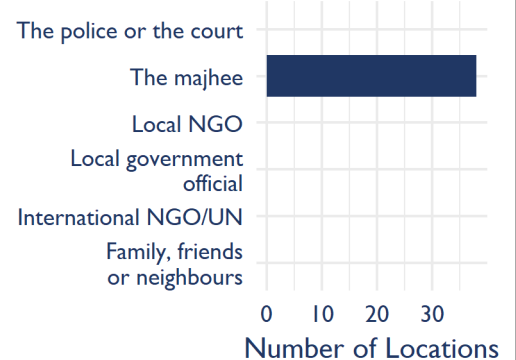 The police or the court
The majhee
Local NGO
Local government
official
International NGO/UN
Family, friends
or neighbours
0 10 20 30
Number of Locations